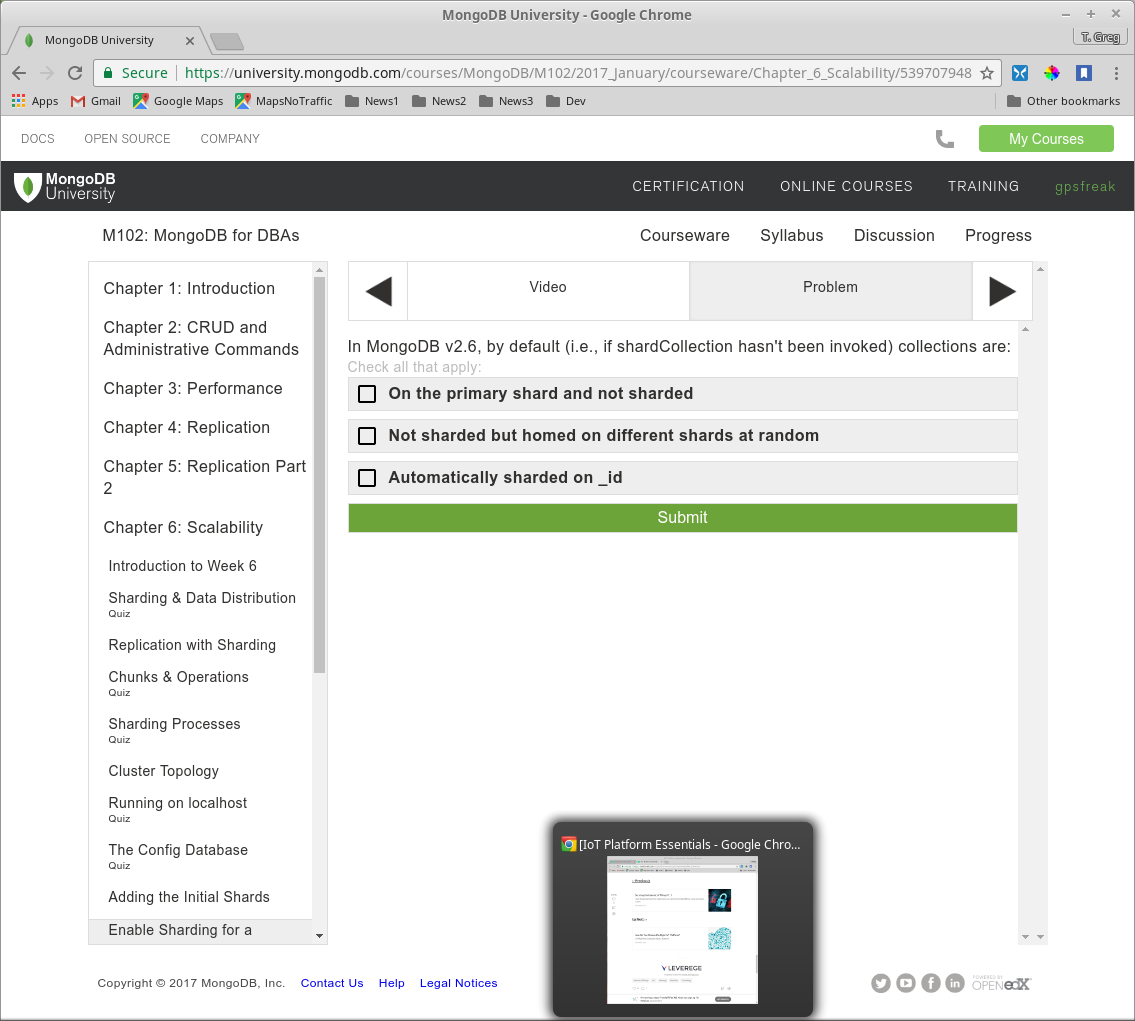 MongoDB University - Google Chrome
MongoDB University
T. Greg
Secure
https://university.mongodb.com/courses/MongoDB/M102/2017_January/courseware/Chapter_6_Scalability/539707948
Apps
Gmail
Google Maps
MapsNoTraffic
News1
News2
News3
Dev
Other bookmarks
DOCS
OPEN SOURCE
COMPANY
My Courses
MongoDB
University
CERTIFICATION
ONLINE COURSES
TRAINING
gpsfreak
M102: MongoDB for DBAs
Courseware
Syllabus
Discussion
Progress
Chapter 1: Introduction
Chapter 2: CRUD and
Administrative Commands
Chapter 3: Performance
Chapter 4: Replication
Chapter 5: Replication Part
2
Chapter 6: Scalability
Introduction to Week 6
Sharding & Data Distribution
Quiz
Replication with Sharding
Chunks & Operations
Quiz
Sharding Processes
Quiz
Cluster Topology
Running on localhost
Quiz
The Config Database
Quiz
Adding the Initial Shards
Enable Sharding for a
Video
Problem
In MongoDB v2.6, by default (i.e., if shardCollection hasn't been invoked) collections are:
Check all that apply:
On the primary shard and not sharded
Not sharded but homed on different shards at random
Automatically sharded on _id
Submit
[IoT Platform Essentials - Google Chro...
LEVEREGE
Copyright © 2017 MongoDB, Inc.
Contact Us
Help
Legal Notices
POWERED BY
OPEN edX